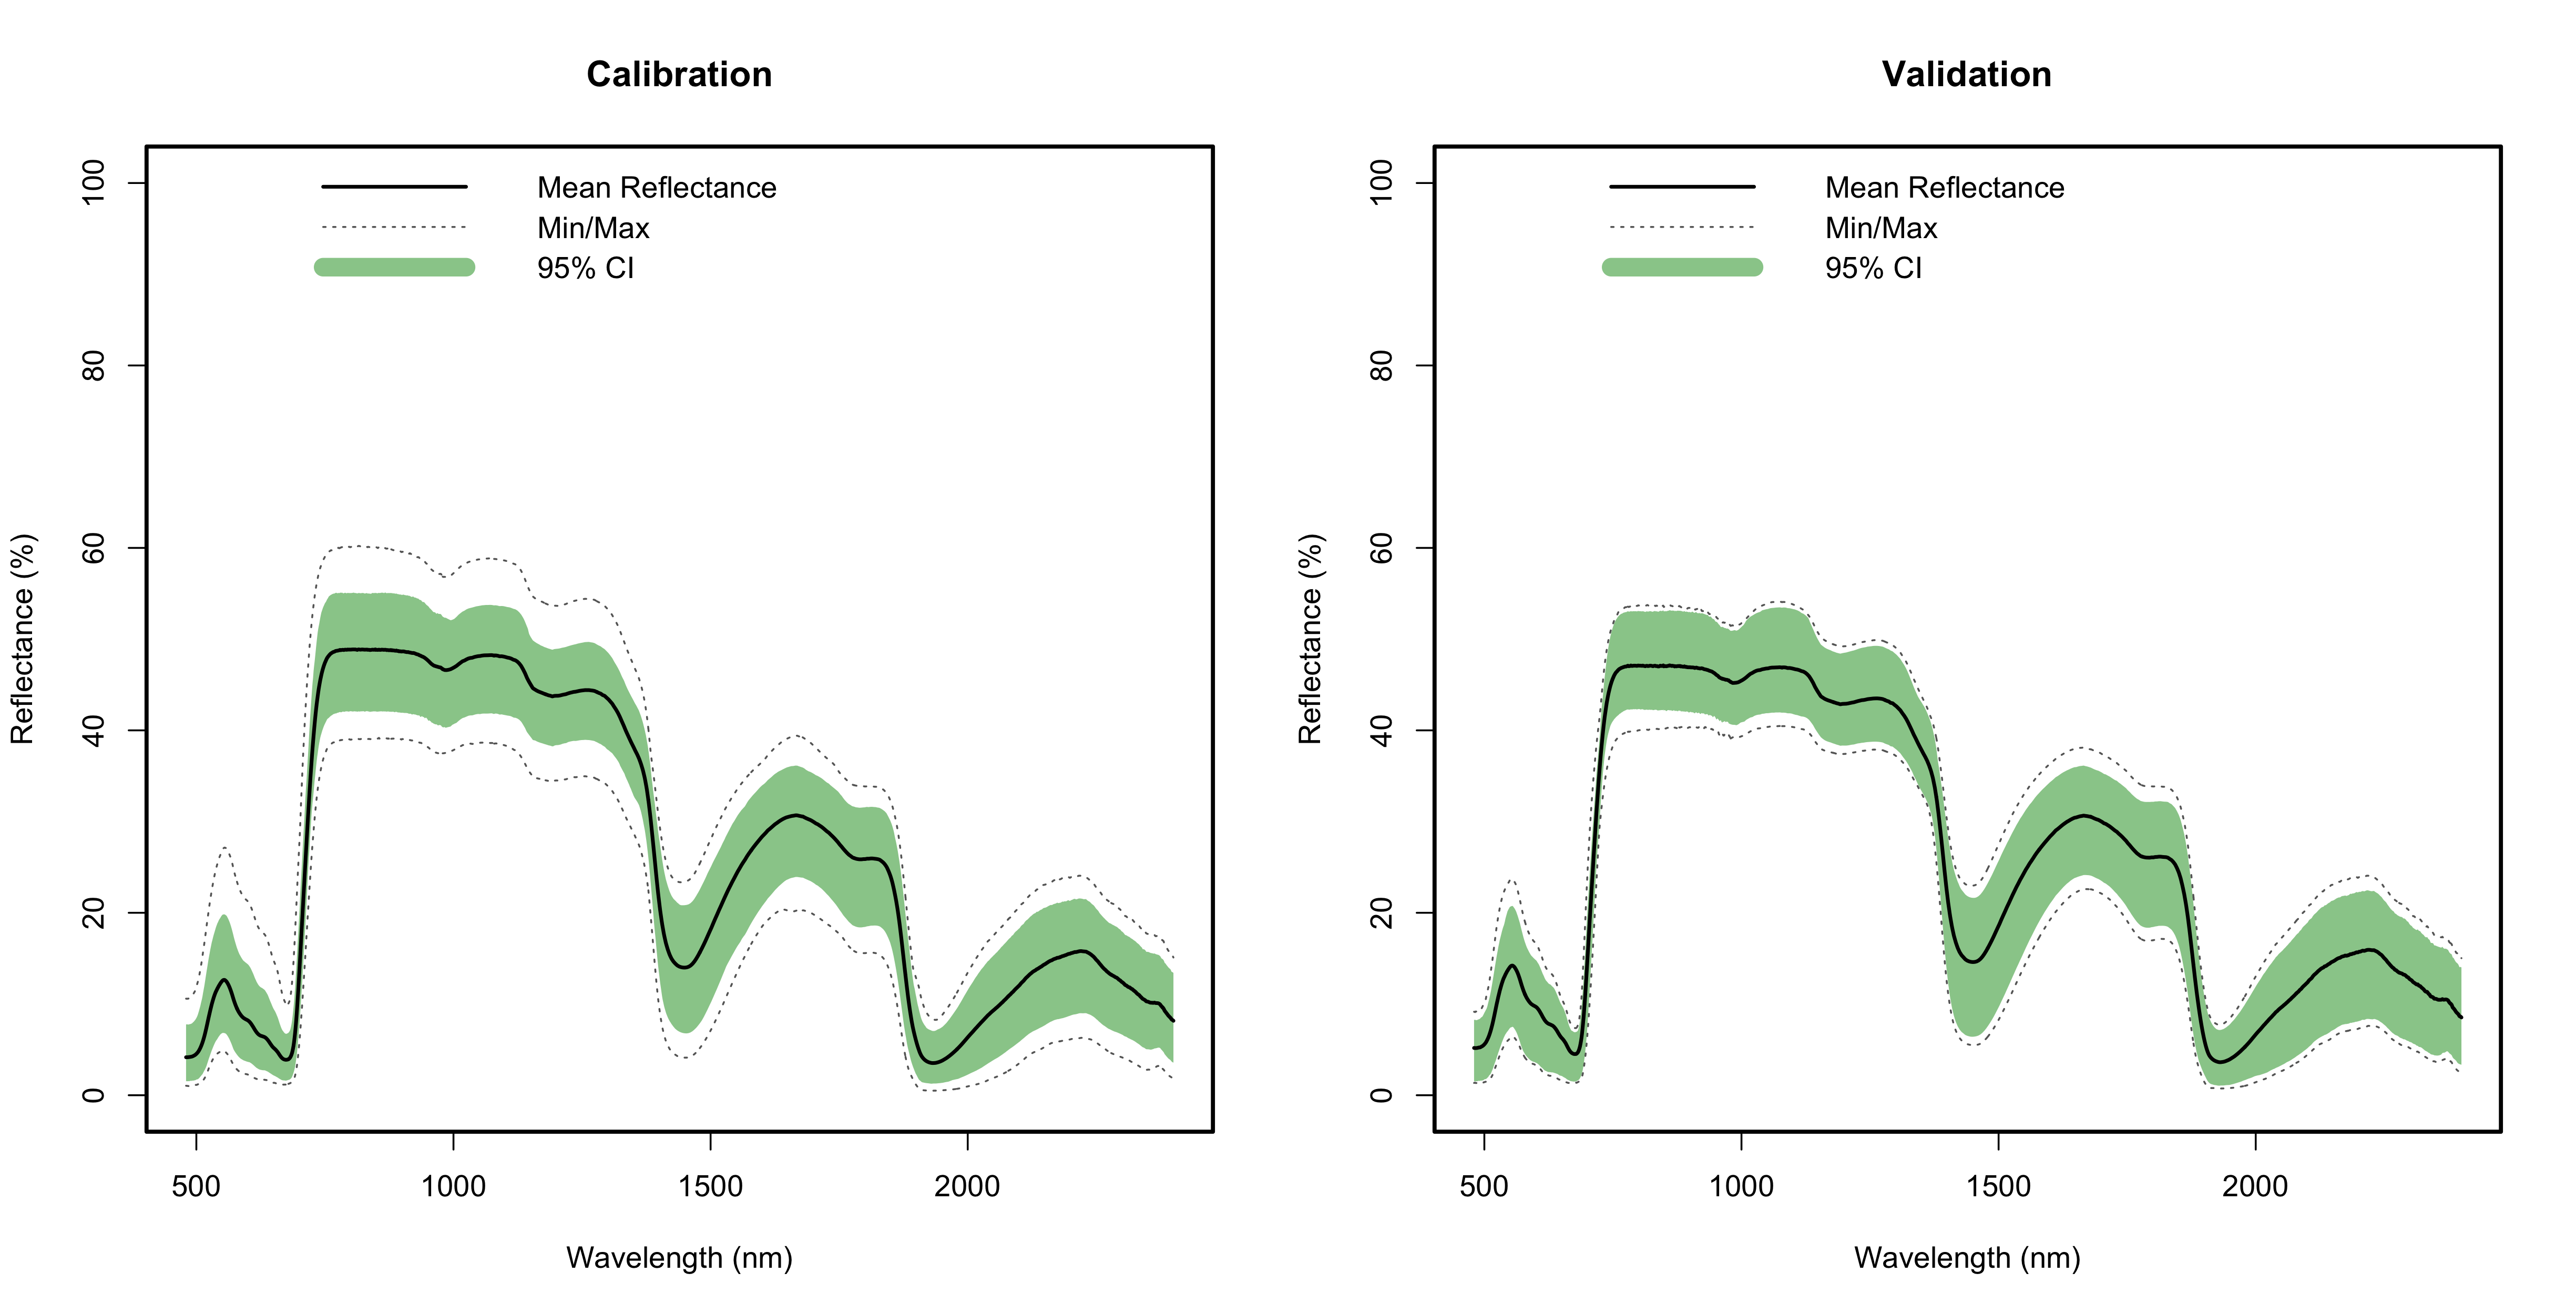 Calibration
Mean Reflectance
Min/Max
95% CI
100
80
60
40
20
0
Reflectance (%)
500 1000 1500 2000
Wavelength (nm)
Validation
Mean Reflectance
Min/Max
95% CI
100
80
60
40
20
0
Reflectance (%)
500 1000 1500 2000
Wavelength (nm)